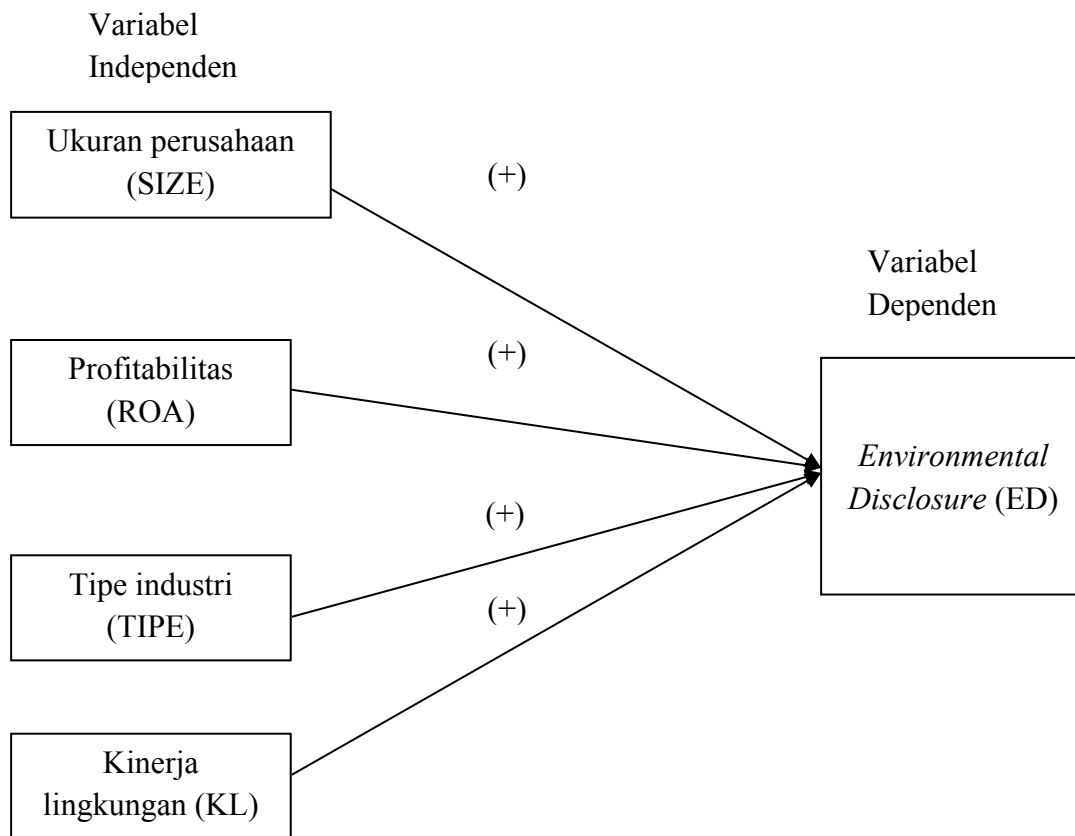 Variabel
Independen
Ukuran perusahaan
(SIZE)
(+)
Variabel
Dependen
Profitabilitas
(ROA)
(+)
Environmental
Disclosure (ED)
(+)
Tipe industri
(TIPE)
(+)
Kinerja
lingkungan (KL)